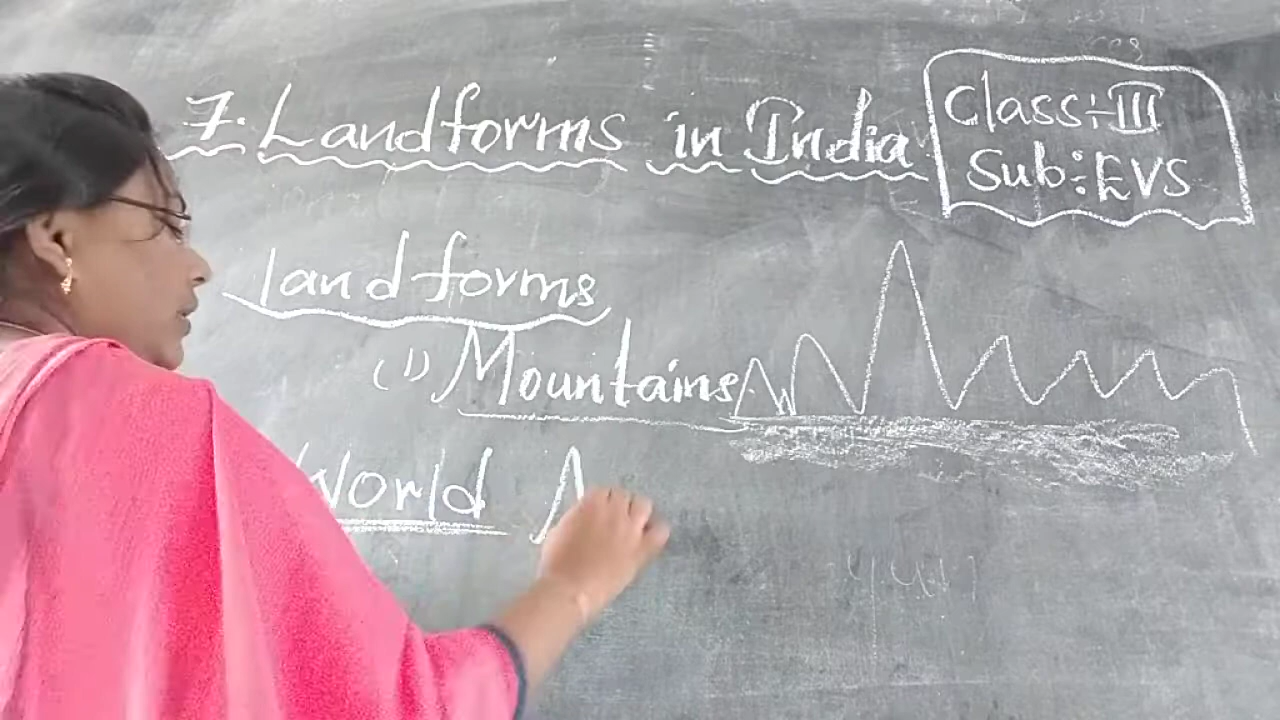 7. Landforms in India
Class:-III
Sub:EVS
Landforms
(1) Mountains
World